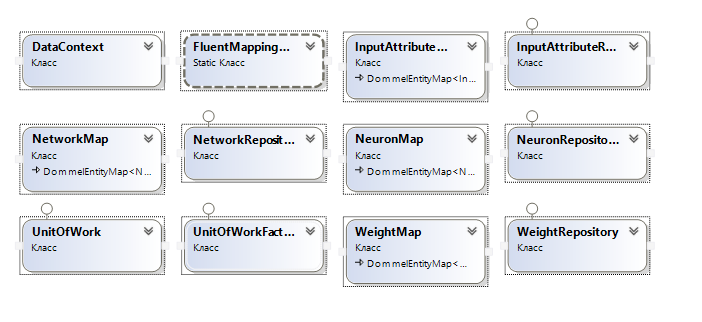 DataContext
Класс
FluentMapping...
Static Класс
InputAttribute...
Класс
DommelEntityMap<In...
InputAttributeR...
Класс
NetworkMap
Класс
DommelEntityMap<N...
NetworkReposit...
Класс
NeuronMap
Класс
DommelEntityMap<N...
NeuronReposito...
Класс
UnitOfWork
Класс
UnitOfWorkFact...
Класс
WeightMap
Класс
DommelEntityMap<...
WeightRepository
Класс